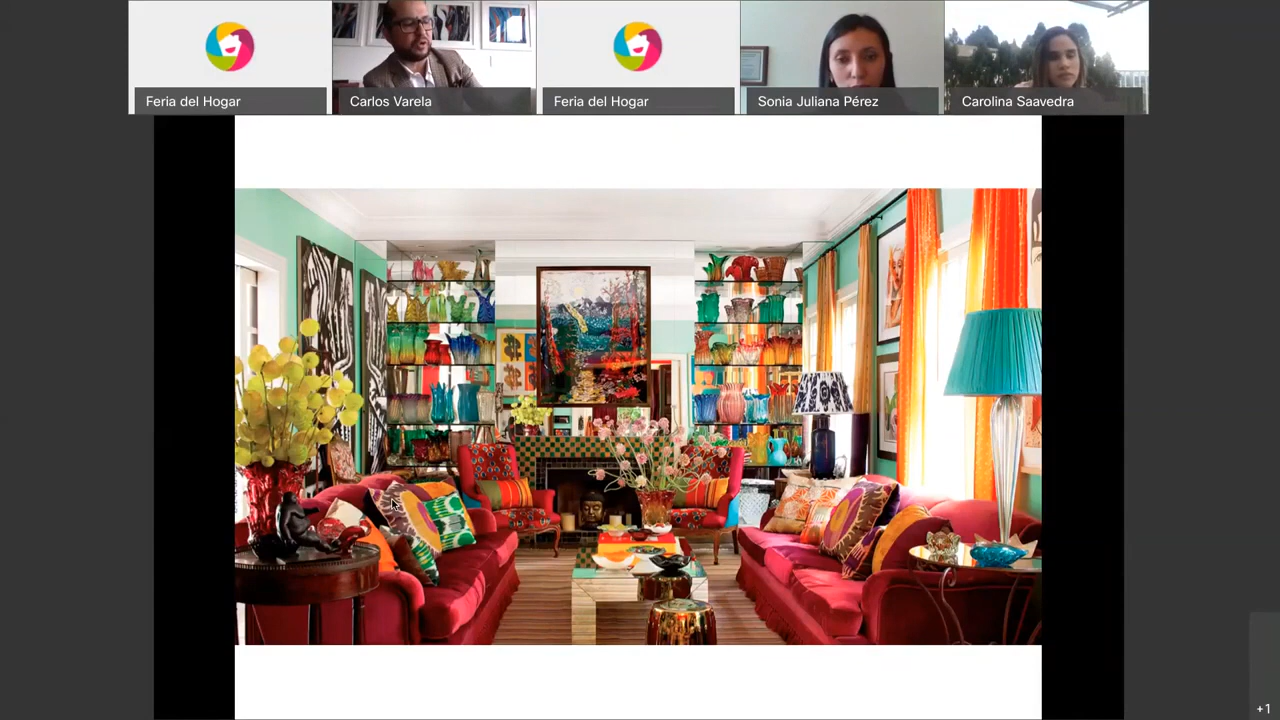 Feria del Hogar
Carlos Varela
Feria del Hogar
Sonia Juliana Pérez
Carolina Saavedra
+1